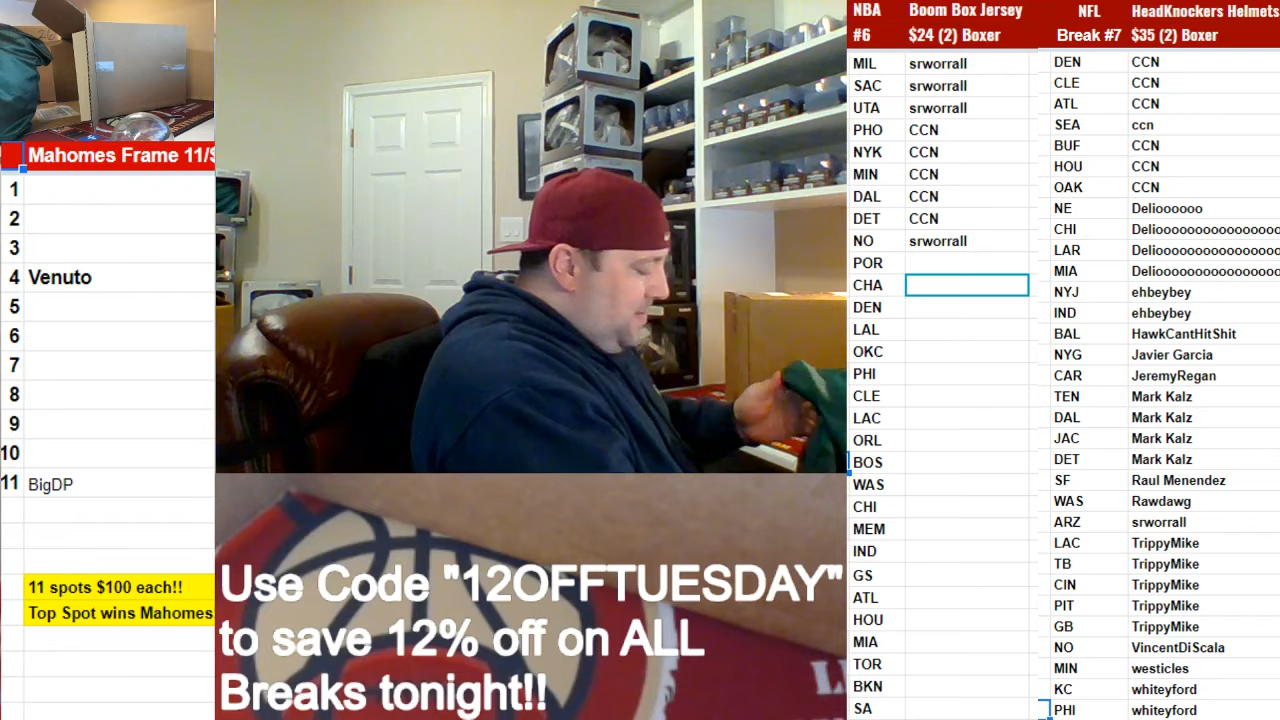 26
Mahomes Frame 11/S
1
2
3
4 Venuto
5
6
7
8
9
10
11 BigDP
11 spots $100 each!!
Top Spot wins Mahomes
Use Code "12OFFTUESDAY"
to save 12% off on ALL
Breaks tonight!!
NBA Boom Box Jersey
#6 $24 (2) Boxer
MIL srworrall
SAC srworrall
UTA srworrall
PHO CCN
NYK CCN
MIN CCN
DAL CCN
DET CCN
NO srworrall
POR
CHA
DEN
LAL
OKC
PHI
CLE
LAC
ORL
BOS
WAS
CHI
MEM
IND
GS
ATL
HOU
MIA
TOR
BKN
SA
NFL HeadKnockers Helmets
Break #7 $35 (2) Boxer
DEN CCN
CLE CCN
ATL CCN
SEA ccn
BUF CCN
HOU CCN
OAK CCN
NE Delioooooo
CHI Deliooooooooooooooo
LAR Deliooooooooooooooo
MIA Deliooooooooooooooo
NYJ ehbeybey
IND ehbeybey
BAL HawkCantHitShit
NYG Javier Garcia
CAR JeremyRegan
TEN Mark Kalz
DAL Mark Kalz
JAC Mark Kalz
DET Mark Kalz
SF Raul Menendez
WAS Rawdawg
ARZ srworrall
LAC TrippyMike
TB TrippyMike
CIN TrippyMike
PIT TrippyMike
GB TrippyMike
NO VincentDiScala
MIN westicles
KC whiteyford
PHI whiteyford